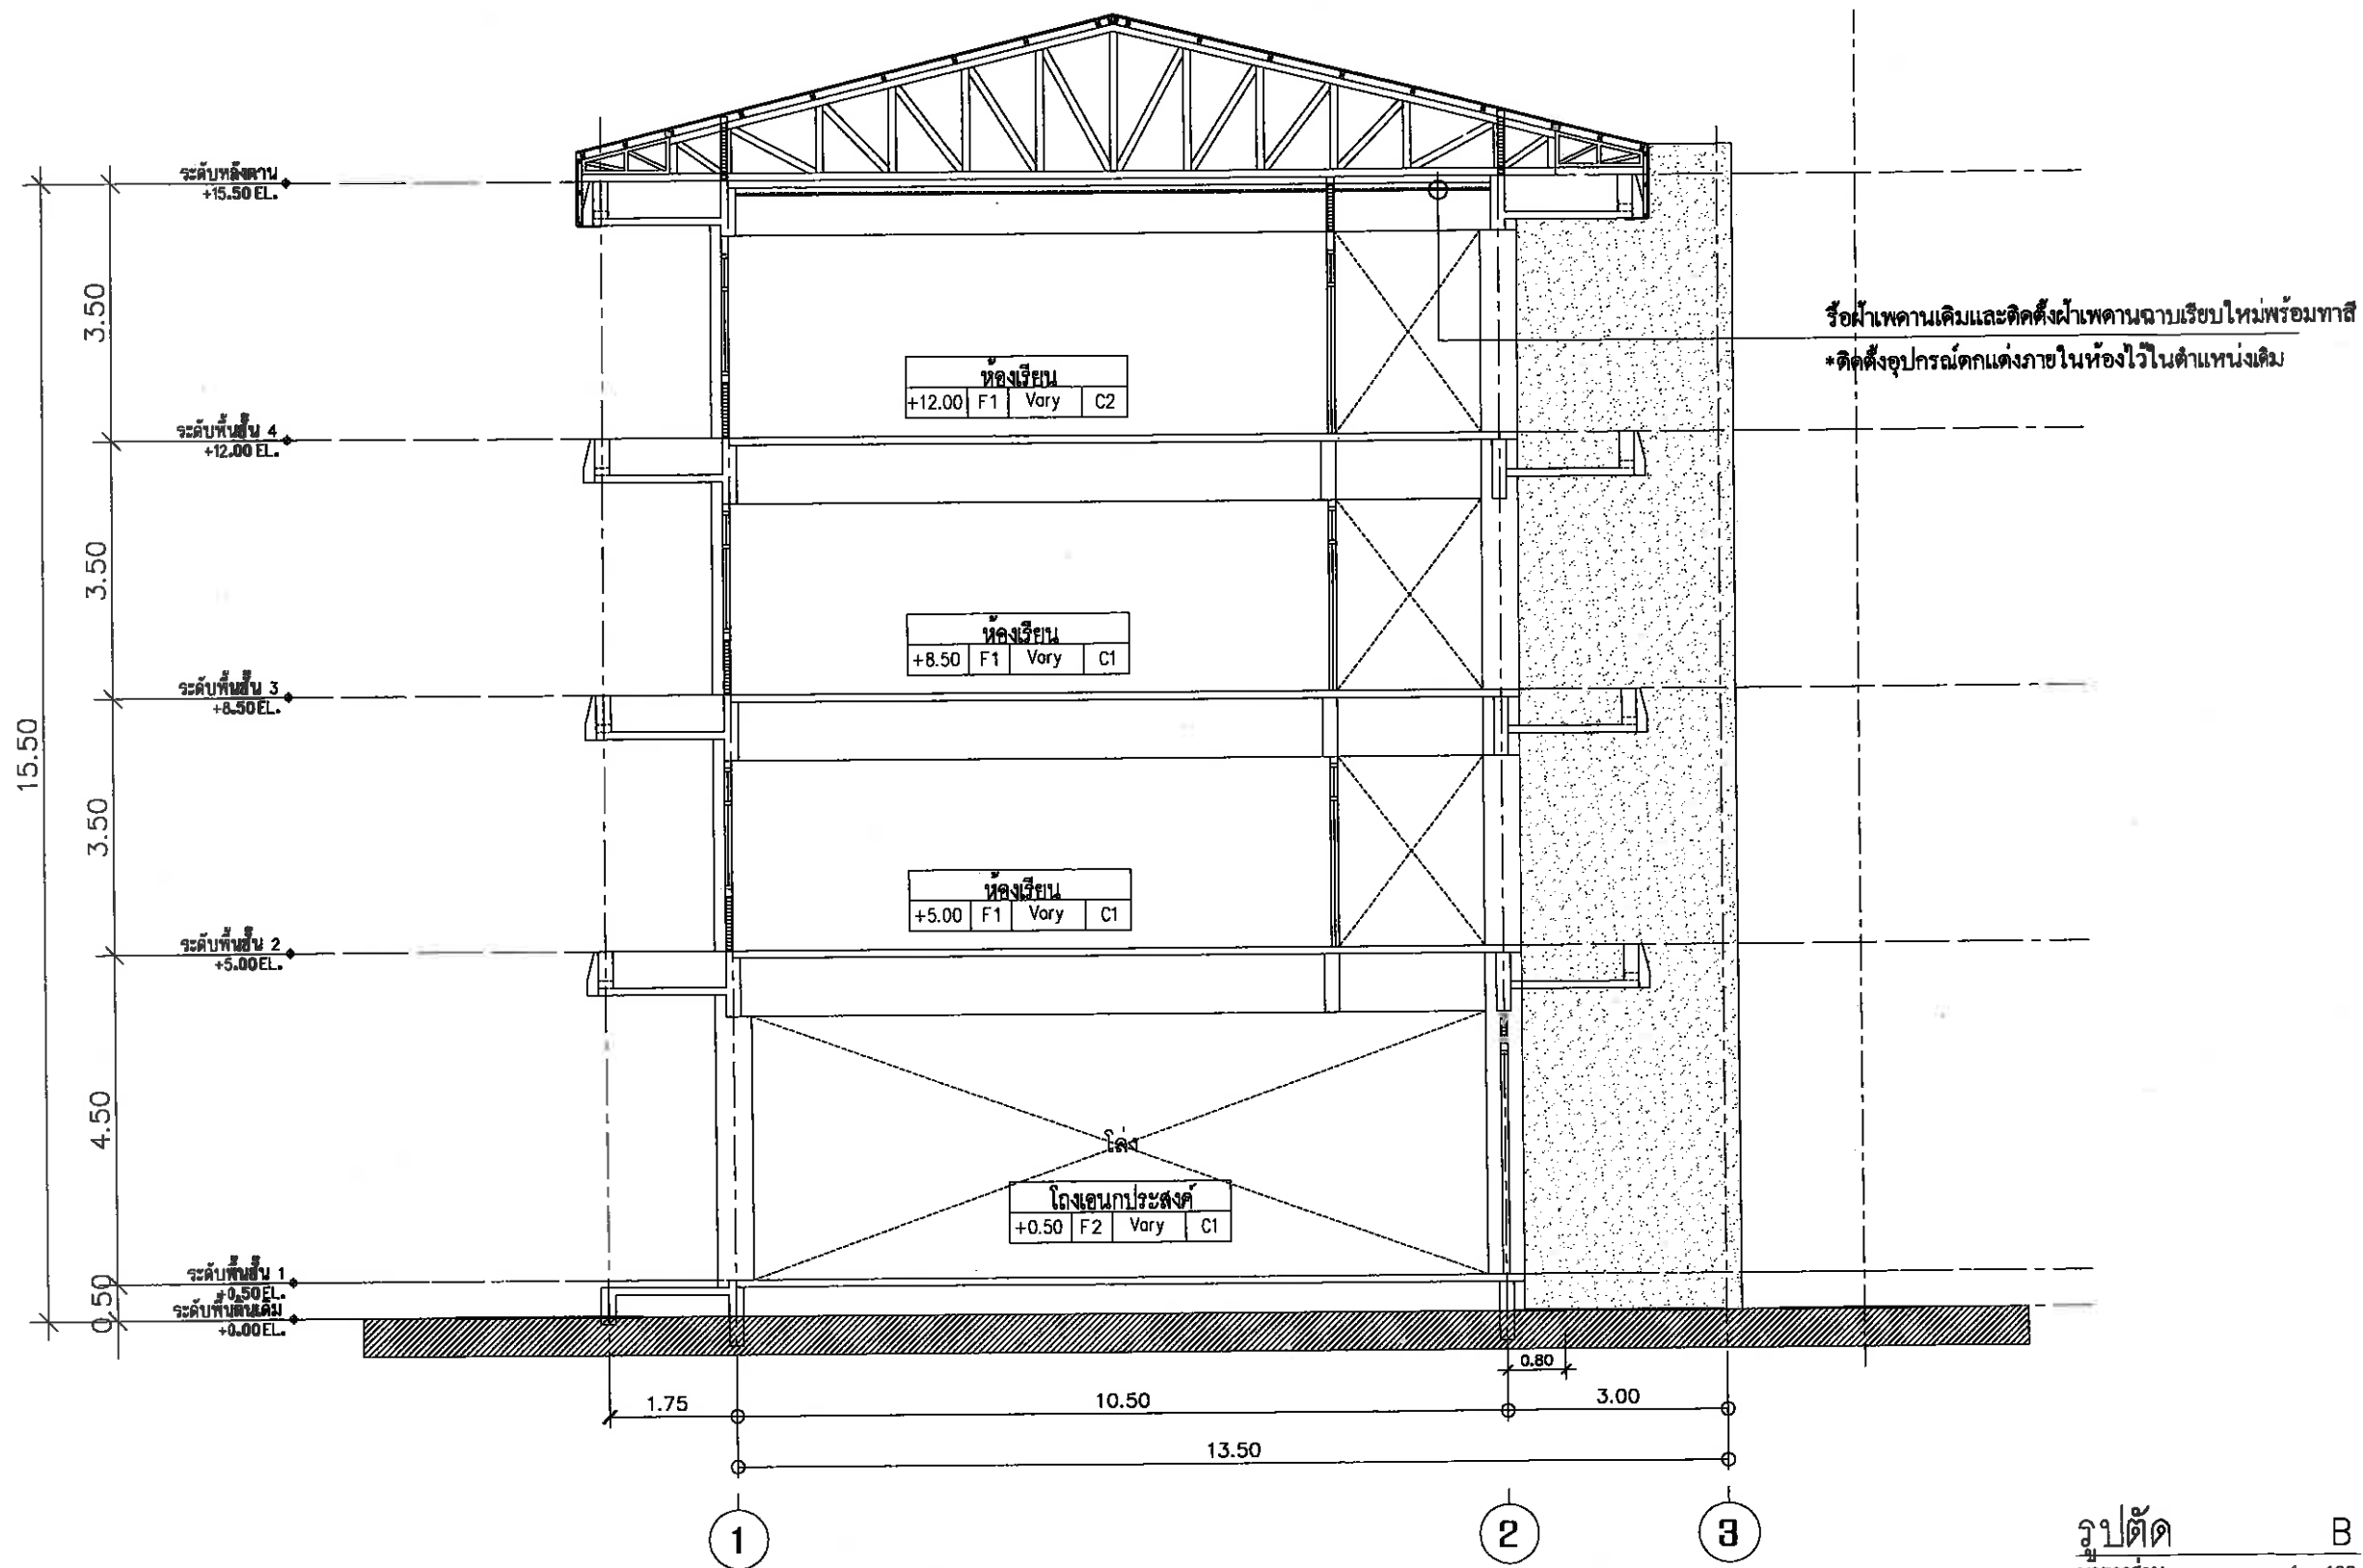 ระดับหลังคาน
+15.50 EL.
3.50
รื้อฝ้าเพดานเดิมและติดตั้งฝ้าเพดานฉาบเรียบใหม่พร้อมทาสี
*ติดตั้งอุปกรณ์ตกแต่งภายในห้องไว้ในตำแหน่งเดิม
ห้องเรียน
+12.00 F1 Vary C2
ระดับพื้นชั้น 4
+12.00 EL.
3.50
ห้องเรียน
+8.50 F1 Vary C1
ระดับพื้นชั้น 3
+8.50 EL.
15.50
3.50
ห้องเรียน
+5.00 F1 Vary C1
ระดับพื้นชั้น 2
+5.00 EL.
4.50
โล่ง
โถงเอนกประสงค์
+0.50 F2 Vary C1
ระดับพื้นชั้น 1
+0.50 EL.
0.50
ระดับพื้นดินเดิม
+0.00 EL.
0.80
1.75 10.50 3.00
13.50
1 2 3
รูปตัด B